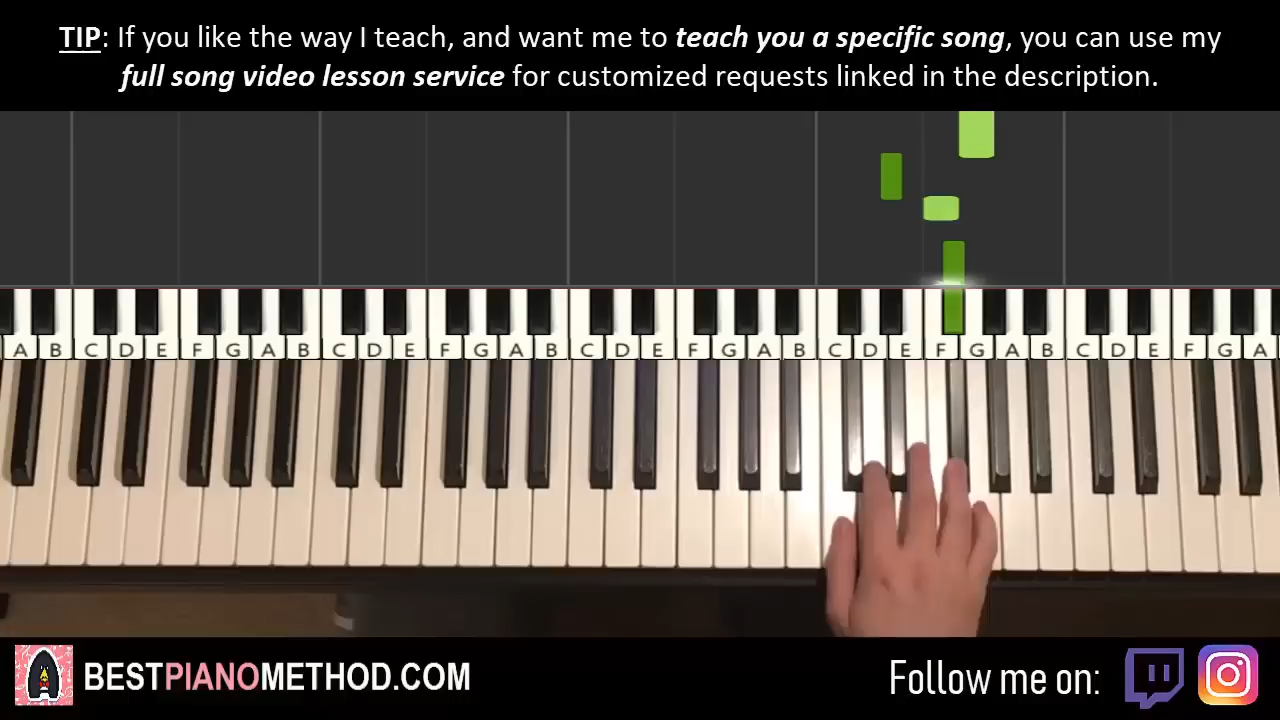 TIP: If you like the way I teach, and want me to teach you a specific song, you can use my
full song video lesson service for customized requests linked in the description.
A B C D E F G A B C D E F G A B C D E F G A B C D E F G A B C D E F G A
BESTPIANOMETHOD.COM
Follow me on: